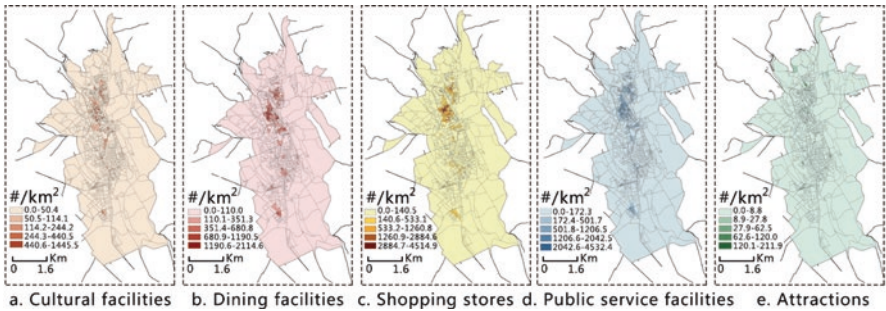 #/km²
0.0-50.4
50.5-114.1
114.2-244.2
244.3-440.5
440.6-1445.5
Km
0 1.6
a. Cultural facilities
#/km²
0.0-110.0
110.1-351.3
351.4-680.8
680.9-1190.5
1190.6-2114.6
Km
0 1.6
b. Dining facilities
#/km²
0.0-140.5
140.6-533.1
533.2-1260.8
1260.9-2884.6
2884.7-4514.9
Km
0 1.6
c. Shopping stores
#/km²
0.0-172.3
172.4-501.7
501.8-1206.5
1206.6-2042.5
2042.6-4532.4
Km
0 1.6
d. Public service facilities
#/km²
0.0-8.8
8.9-27.8
27.9-62.5
62.6-120.0
120.1-211.9
Km
0 1.6
e. Attractions